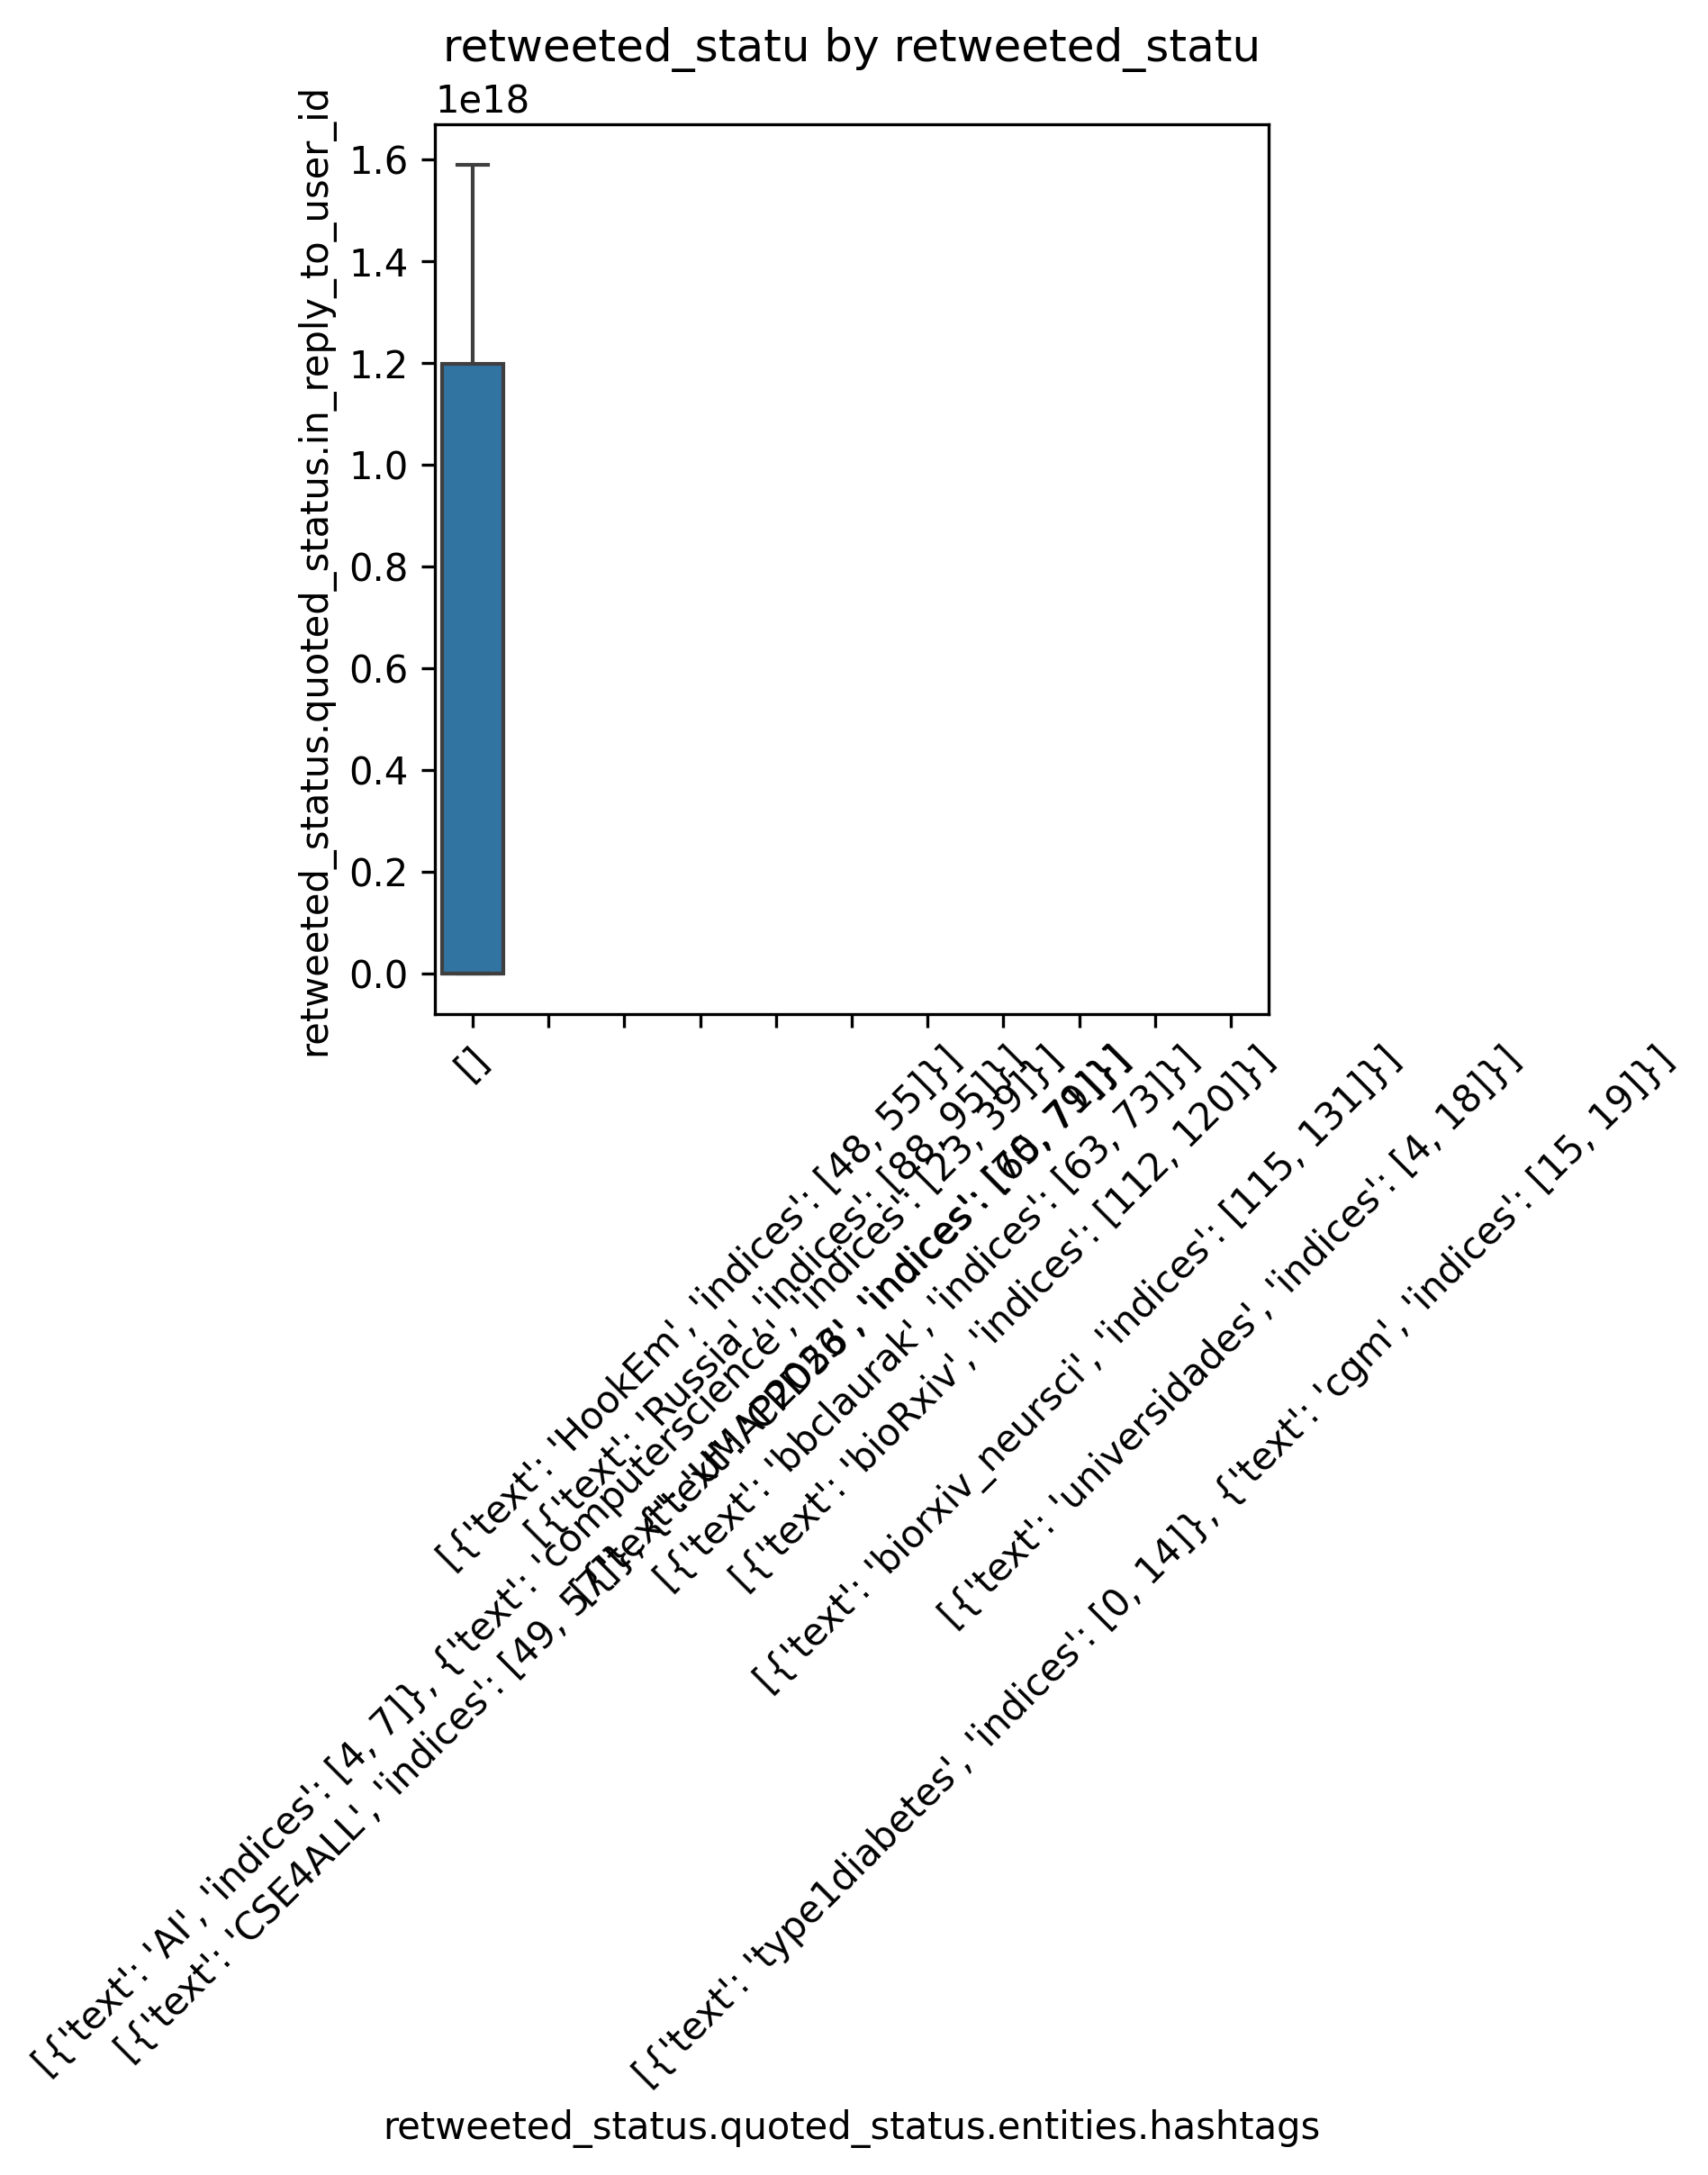 retweeted_statu by retweeted_statu
1e18
retweeted_status.quoted_status.in_reply_to_user_id
1.6
1.4
1.2
1.0
0.8
0.6
0.4
0.2
0.0
[]
[{'text': 'HookEm', 'indices': [48, 55]}]
[{'text': 'Russia', 'indices': [88, 95]}]
[{'text': 'AI', 'indices': [4, 7]}, {'text': 'computerscience', 'indices': [23, 39]}]
[{'text': 'CSE4ALL', 'indices': [49, 57]}, {'text':
[{'text': 'bbclaurak', 'indices': [63, 73]}]
[{'text': 'bioRxiv', 'indices': [112, 120]}]
[{'text': 'biorxiv_neursci', 'indices': [115, 131]}]
[{'text': 'universidades', 'indices': [4, 18]}]
[{'text': 'type1diabetes', 'indices': [0, 14]}, {'text': 'cgm', 'indices': [15, 19]}]
retweeted_status.quoted_status.entities.hashtags